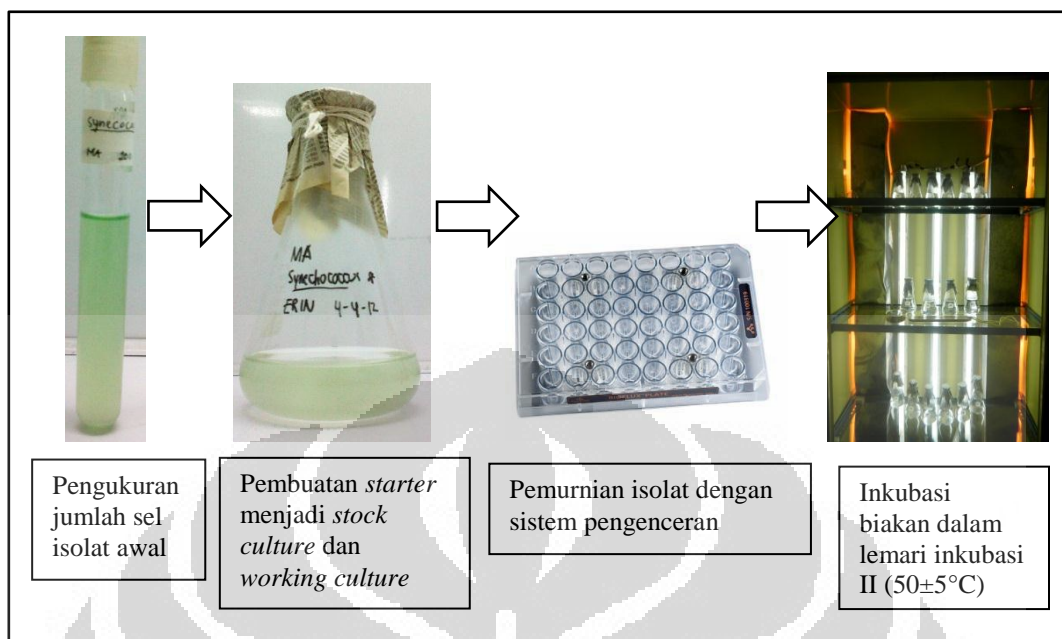 Synecococ
MA
MA
Synechococcus
ERIN 4-4-12
Pengukuran
jumlah sel
isolat awal
Pembuatan starter
menjadi stock
culture dan
working culture
Pemurnian isolat dengan
sistem pengenceran
Inkubasi
biakan dalam
lemari inkubasi
II (50±5°C)